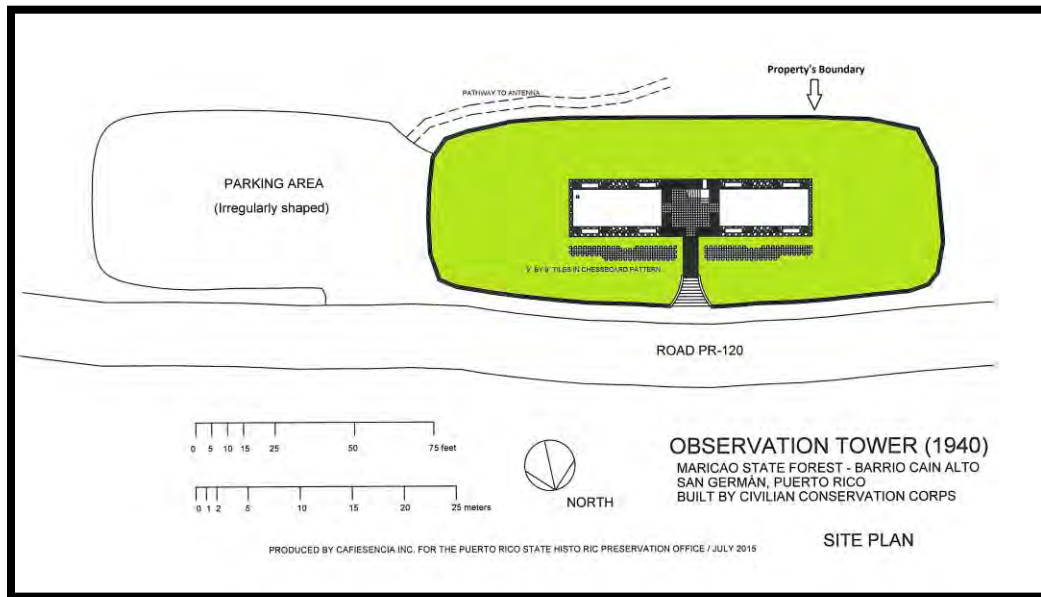 Property's Boundary
PATHWAY TO ANTENNA
PARKING AREA
(Irregularly shaped)
BY 9" TILES IN CHESSBOARD PATTERN
ROAD PR-120
0 5 10 15 25 50 75 feet
0 1 2 5 10 15 20 25 meters
NORTH
OBSERVATION TOWER (1940)
MARICAO STATE FOREST - BARRIO CAIN ALTO
SAN GERMÁN, PUERTO RICO
BUILT BY CIVILIAN CONSERVATION CORPS
SITE PLAN
PRODUCED BY CAFIESENCIA INC. FOR THE PUERTO RICO STATE HISTO RIC PRESERVATION OFFICE / JULY 2015